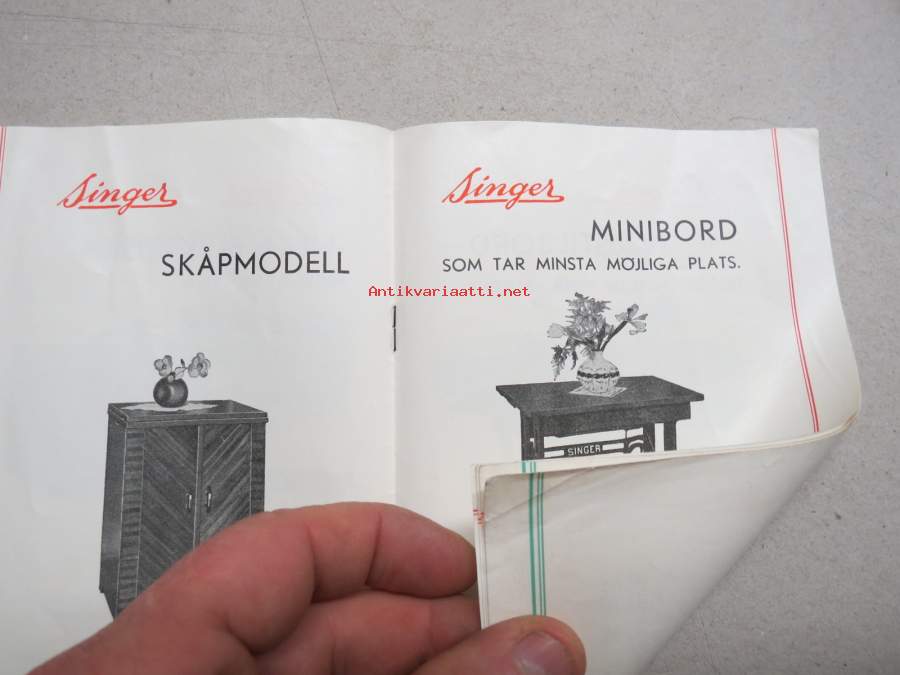 Singer
SKÅPMODELL
Singer
MINIBORD
SOM TAR MINSTA MÖJLIGA PLATS.
Antikvariaatti.net
SINGER